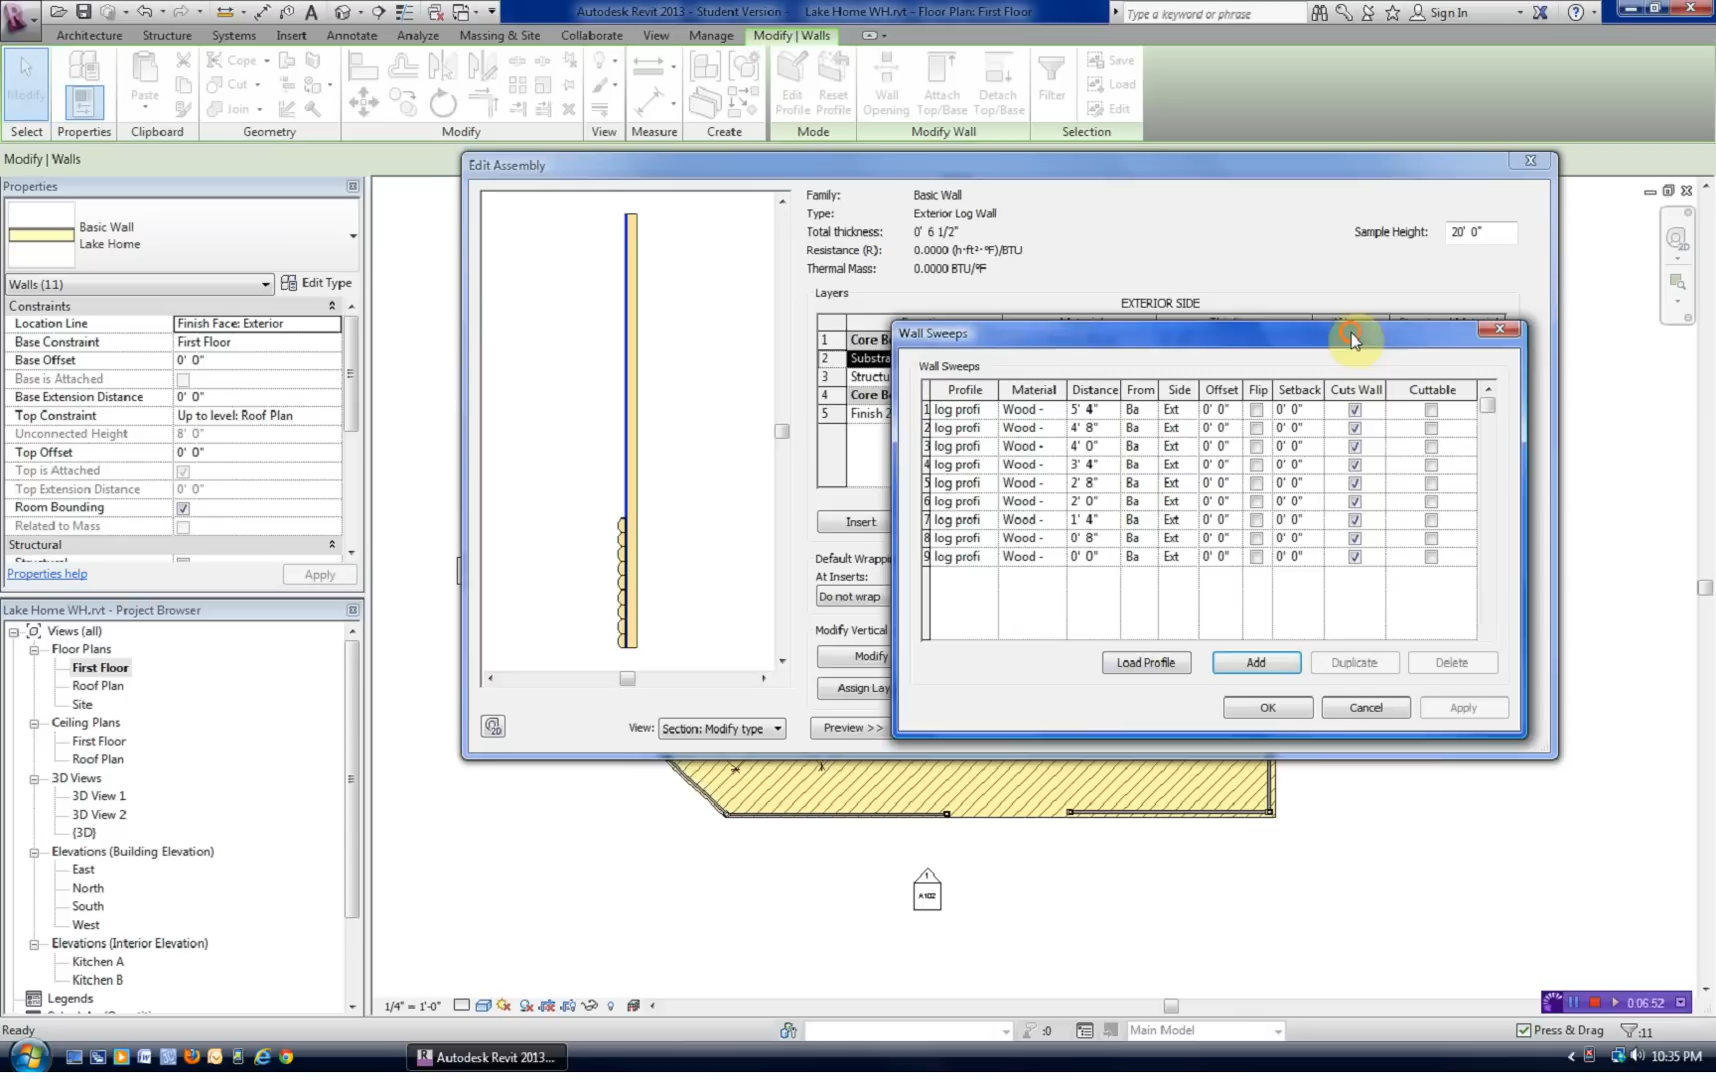 Autodesk Revit 2013 - Student Version - Lake Home WH.rvt - Floor Plan: First Floor
Type a keyword or phrase
Sign In
Architecture Structure Systems Insert Annotate Analyze Massing & Site Collaborate View Manage Modify | Walls
Modify
Paste
Cope
Cut
Join
Edit Profile
Reset Profile
Wall Opening
Attach Top/Base
Detach Top/Base
Filter
Save
Load
Edit
Select Properties Clipboard Geometry Modify View Measure Create Mode Modify Wall Selection
Modify | Walls
Properties
Basic Wall
Lake Home
Walls (11)
Edit Type
Constraints
Location Line Finish Face: Exterior
Base Constraint First Floor
Base Offset 0' 0"
Base is Attached
Base Extension Distance 0' 0"
Top Constraint Up to level: Roof Plan
Unconnected Height 8' 0"
Top Offset 0' 0"
Top is Attached
Top Extension Distance 0' 0"
Room Bounding
Related to Mass
Structural
Properties help
Apply
Lake Home WH.rvt - Project Browser
Views (all)
Floor Plans
First Floor
Roof Plan
Site
Ceiling Plans
First Floor
Roof Plan
3D Views
3D View 1
3D View 2
{3D}
Elevations (Building Elevation)
East
North
South
West
Elevations (Interior Elevation)
Kitchen A
Kitchen B
Legends
Edit Assembly
Family: Basic Wall
Type: Exterior Log Wall
Total thickness: 0' 6 1/2"
Resistance (R): 0.0000 (h·ft²·°F)/BTU
Thermal Mass: 0.0000 BTU/°F
Sample Height: 20' 0"
Layers
EXTERIOR SIDE
1 Core B
2 Substra
3 Structu
4 Core B
5 Finish 2
Insert
Default Wrappin
At Inserts:
Do not wrap
Modify Vertical
Modify
Assign Lay
View: Section: Modify type
Preview >>
Wall Sweeps
Wall Sweeps
Profile Material Distance From Side Offset Flip Setback Cuts Wall Cuttable
1 log profi Wood - 5' 4" Ba Ext 0' 0" 0' 0"
2 log profi Wood - 4' 8" Ba Ext 0' 0" 0' 0"
3 log profi Wood - 4' 0" Ba Ext 0' 0" 0' 0"
4 log profi Wood - 3' 4" Ba Ext 0' 0" 0' 0"
5 log profi Wood - 2' 8" Ba Ext 0' 0" 0' 0"
6 log profi Wood - 2' 0" Ba Ext 0' 0" 0' 0"
7 log profi Wood - 1' 4" Ba Ext 0' 0" 0' 0"
8 log profi Wood - 0' 8" Ba Ext 0' 0" 0' 0"
9 log profi Wood - 0' 0" Ba Ext 0' 0" 0' 0"
Load Profile Add Duplicate Delete
OK Cancel Apply
1
A102
1/4" = 1'-0"
0:06:52
Ready
:0
Main Model
Press & Drag
:11
Autodesk Revit 2013...
10:35 PM